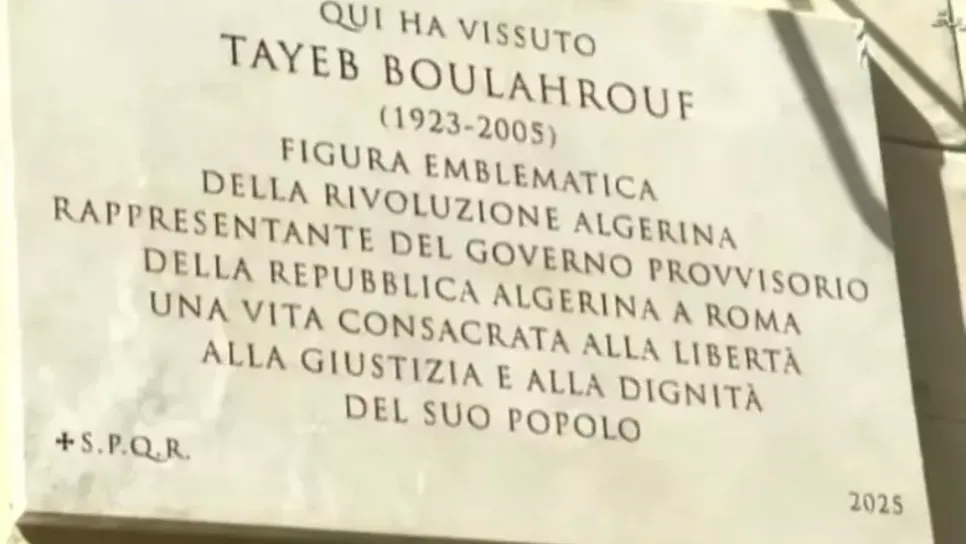 QUI HA VISSUTO
TAYEB BOULAHROUF
(1923-2005)
FIGURA EMBLEMATICA
DELLA RIVOLUZIONE ALGERINA
RAPPRESENTANTE DEL GOVERNO PROVVISORIO
DELLA REPUBBLICA ALGERINA A ROMA
UNA VITA CONSACRATA ALLA LIBERTÀ
ALLA GIUSTIZIA E ALLA DIGNITÀ
DEL SUO POPOLO
+ S.P.Q.R.
2025